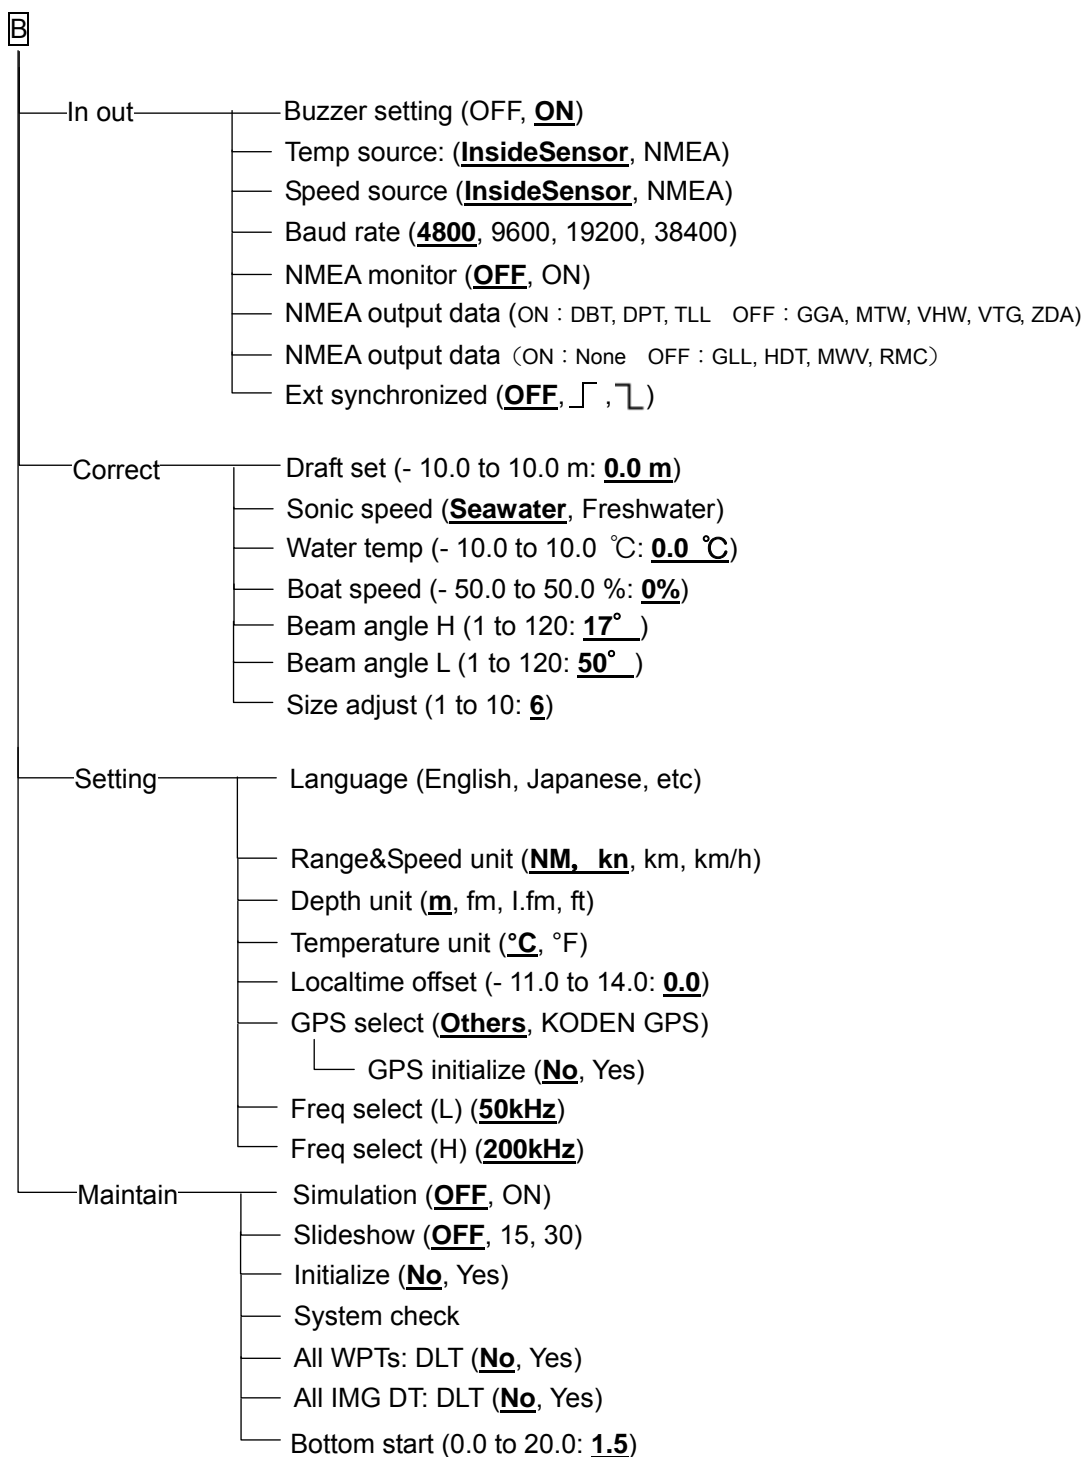 B
In out
Buzzer setting (OFF, ON)
Temp source: (InsideSensor, NMEA)
Speed source (InsideSensor, NMEA)
Baud rate (4800, 9600, 19200, 38400)
NMEA monitor (OFF, ON)
NMEA output data (ON：DBT, DPT, TLL　OFF：GGA, MTW, VHW, VTG, ZDA)
NMEA output data（ON：None　OFF：GLL, HDT, MWV, RMC）
Ext synchronized (OFF, , )
Correct
Draft set (- 10.0 to 10.0 m: 0.0 m)
Sonic speed (Seawater, Freshwater)
Water temp (- 10.0 to 10.0 ℃: 0.0 ℃)
Boat speed (- 50.0 to 50.0 %: 0%)
Beam angle H (1 to 120: 17° )
Beam angle L (1 to 120: 50° )
Size adjust (1 to 10: 6)
Setting
Language (English, Japanese, etc)
Range&Speed unit (NM, kn, km, km/h)
Depth unit (m, fm, I.fm, ft)
Temperature unit (°C, °F)
Localtime offset (- 11.0 to 14.0: 0.0)
GPS select (Others, KODEN GPS)
GPS initialize (No, Yes)
Freq select (L) (50kHz)
Freq select (H) (200kHz)
Maintain
Simulation (OFF, ON)
Slideshow (OFF, 15, 30)
Initialize (No, Yes)
System check
All WPTs: DLT (No, Yes)
All IMG DT: DLT (No, Yes)
Bottom start (0.0 to 20.0: 1.5)